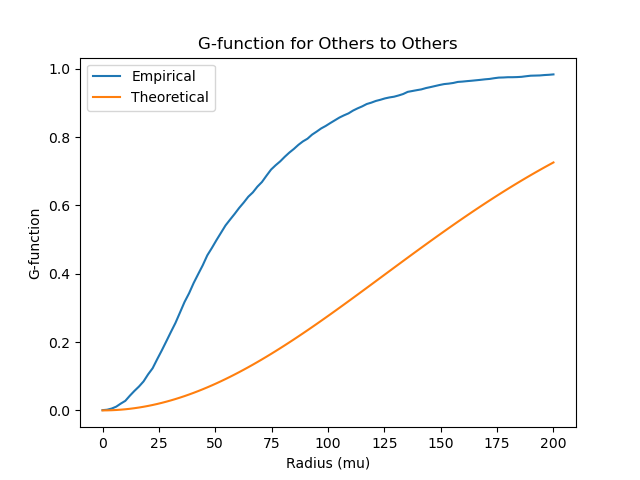 G-function for Others to Others
Empirical
Theoretical
1.0
0.8
0.6
0.4
0.2
0.0
G-function
0 25 50 75 100 125 150 175 200
Radius (mu)